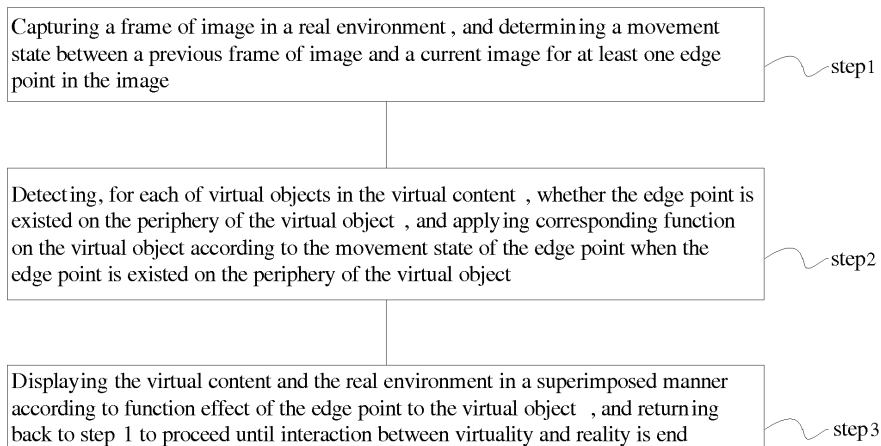 Capturing a frame of image in a real environment , and determining a movement
state between a previous frame of image and a current image for at least one edge
point in the image
step1
Detecting, for each of virtual objects in the virtual content , whether the edge point is
existed on the periphery of the virtual object , and applying corresponding function
on the virtual object according to the movement state of the edge point when the
edge point is existed on the periphery of the virtual object
step2
Displaying the virtual content and the real environment in a superimposed manner
according to function effect of the edge point to the virtual object , and returning
back to step 1 to proceed until interaction between virtuality and reality is end
step3